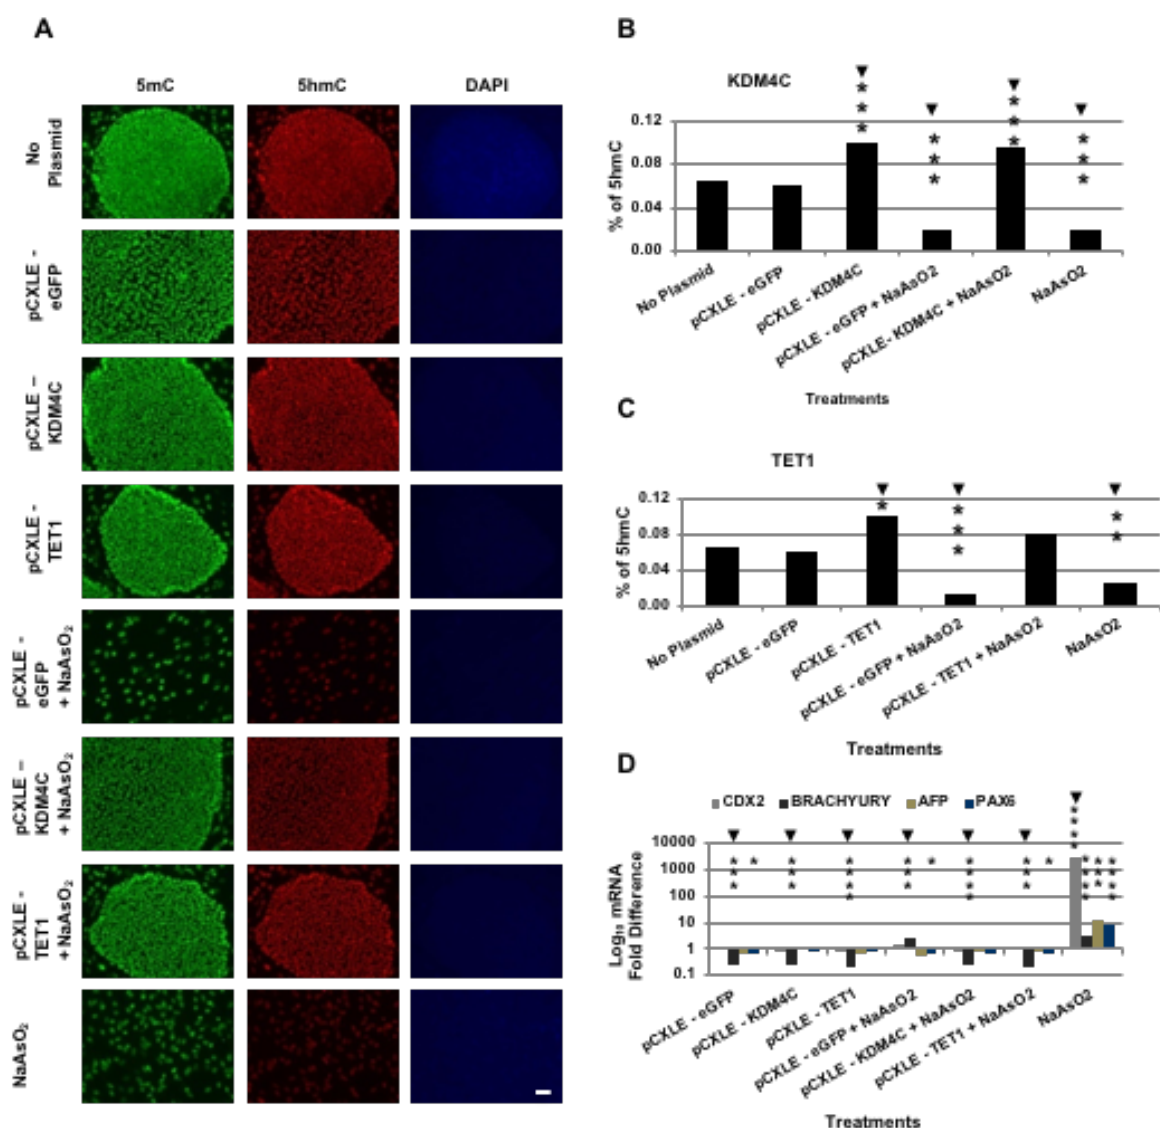 A
5mC 5hmC DAPI
No
Plasmid
pCXLE -
eGFP
pCXLE –
KDM4C
pCXLE -
TET1
pCXLE -
eGFP
+ NaAsO₂
pCXLE –
KDM4C
+ NaAsO₂
pCXLE -
TET1
+ NaAsO₂
NaAsO₂
B
KDM4C
% of 5hmC
0.12
0.08
0.04
0.00
▼
*
*
*
▼
*
*
*
▼
*
*
*
▼
*
*
*
No Plasmid
pCXLE - eGFP
pCXLE - KDM4C
pCXLE - eGFP + NaAsO2
pCXLE- KDM4C + NaAsO2
NaAsO2
Treatments
C
TET1
% of 5hmC
0.12
0.08
0.04
0.00
▼
*
▼
*
*
*
▼
*
*
No Plasmid
pCXLE - eGFP
pCXLE - TET1
pCXLE - eGFP + NaAsO2
pCXLE - TET1 + NaAsO2
NaAsO2
Treatments
D
CDX2 BRACHYURY AFP PAX6
Log₁₀ mRNA
Fold Difference
10000
1000
100
10
1
0.1
pCXLE - eGFP
pCXLE - KDM4C
pCXLE - TET1
pCXLE - eGFP + NaAsO2
pCXLE - KDM4C + NaAsO2
pCXLE - TET1 + NaAsO2
NaAsO2
Treatments